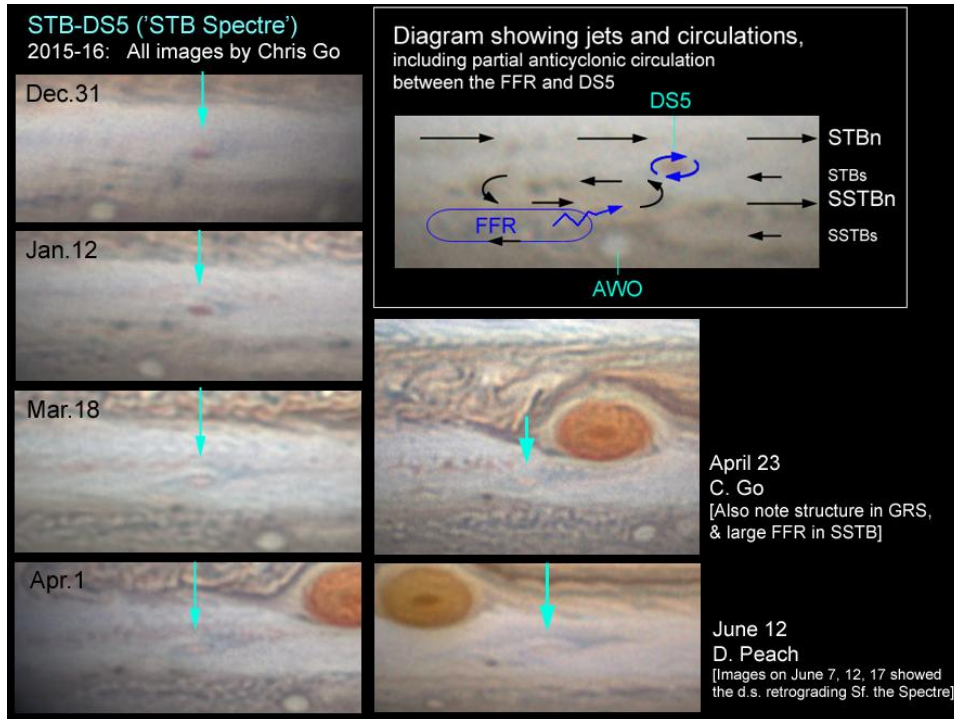 STB-DS5 ('STB Spectre')
2015-16: All images by Chris Go
Dec.31
Jan.12
Mar.18
Apr.1
Diagram showing jets and circulations,
including partial anticyclonic circulation
between the FFR and DS5
DS5
STBn
STBs
SSTBn
FFR
SSTBs
AWO
April 23
C. Go
[Also note structure in GRS,
& large FFR in SSTB]
June 12
D. Peach
[Images on June 7, 12, 17 showed
the d.s. retrograding Sf. the Spectre]